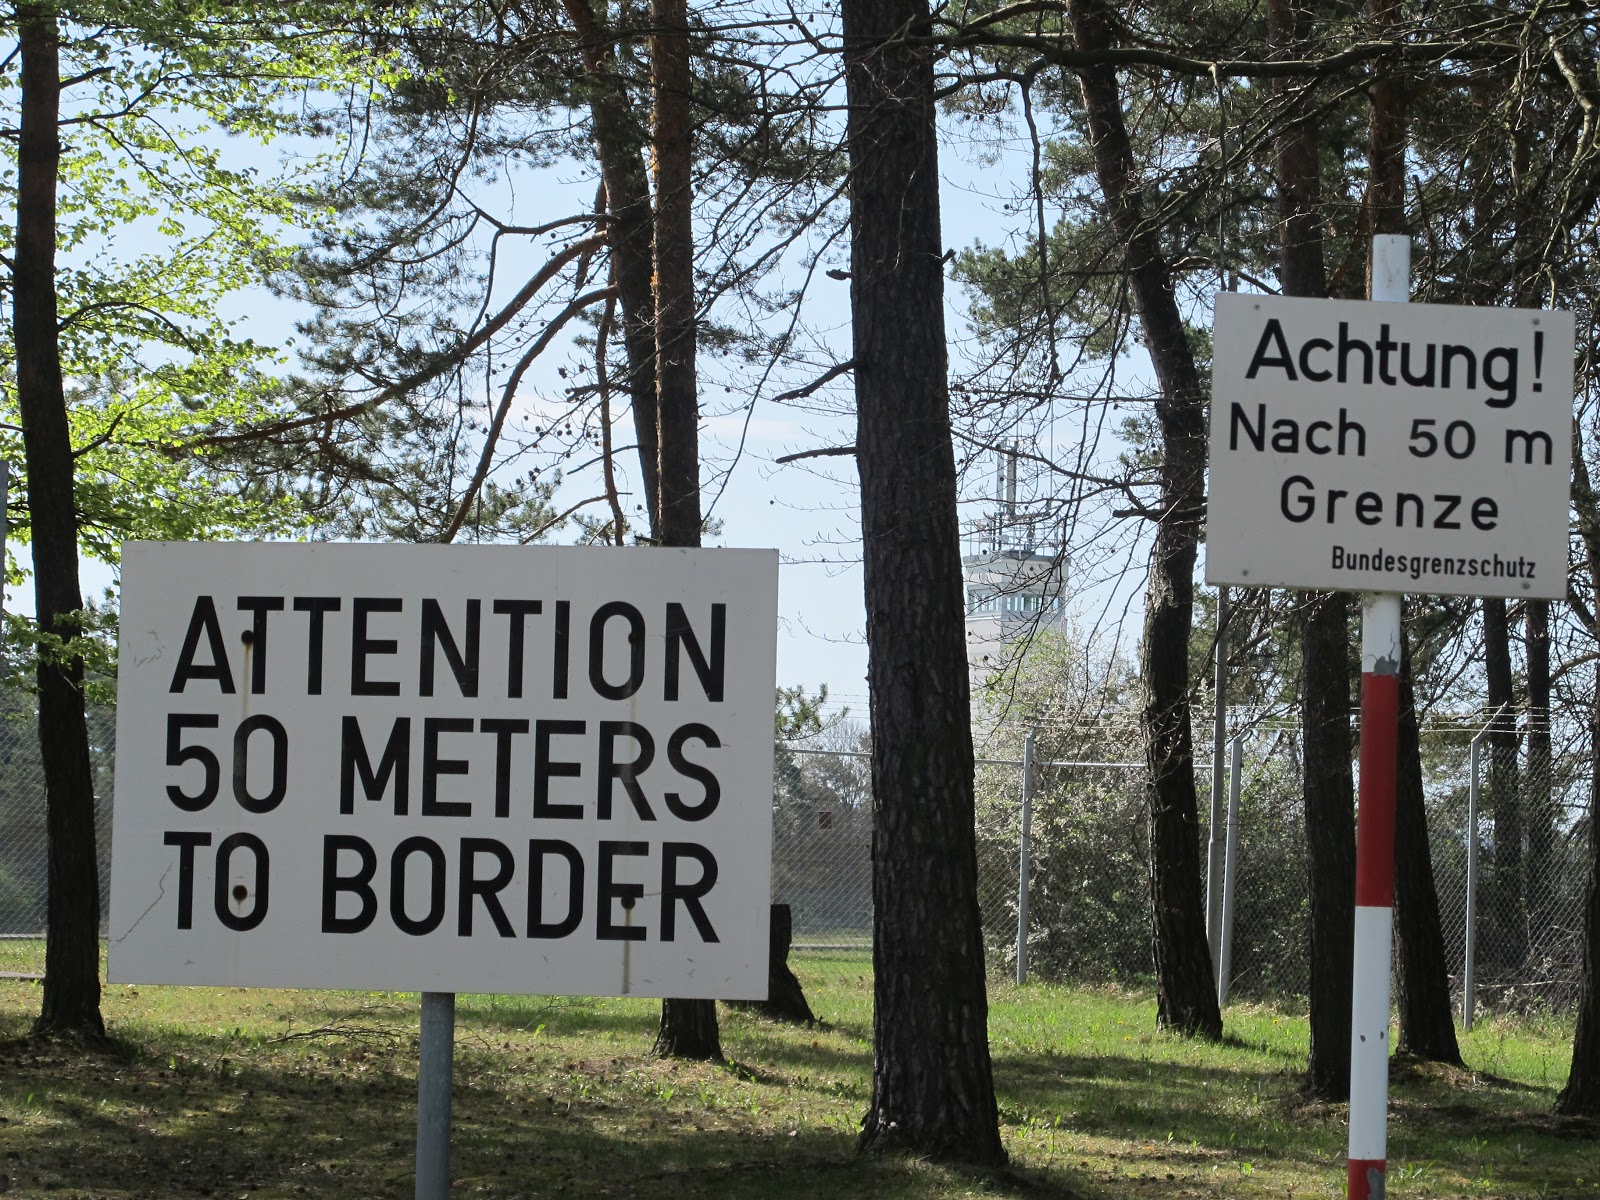 ATTENTION
50 METERS
TO BORDER
Achtung!
Nach 50 m
Grenze
Bundesgrenzschutz